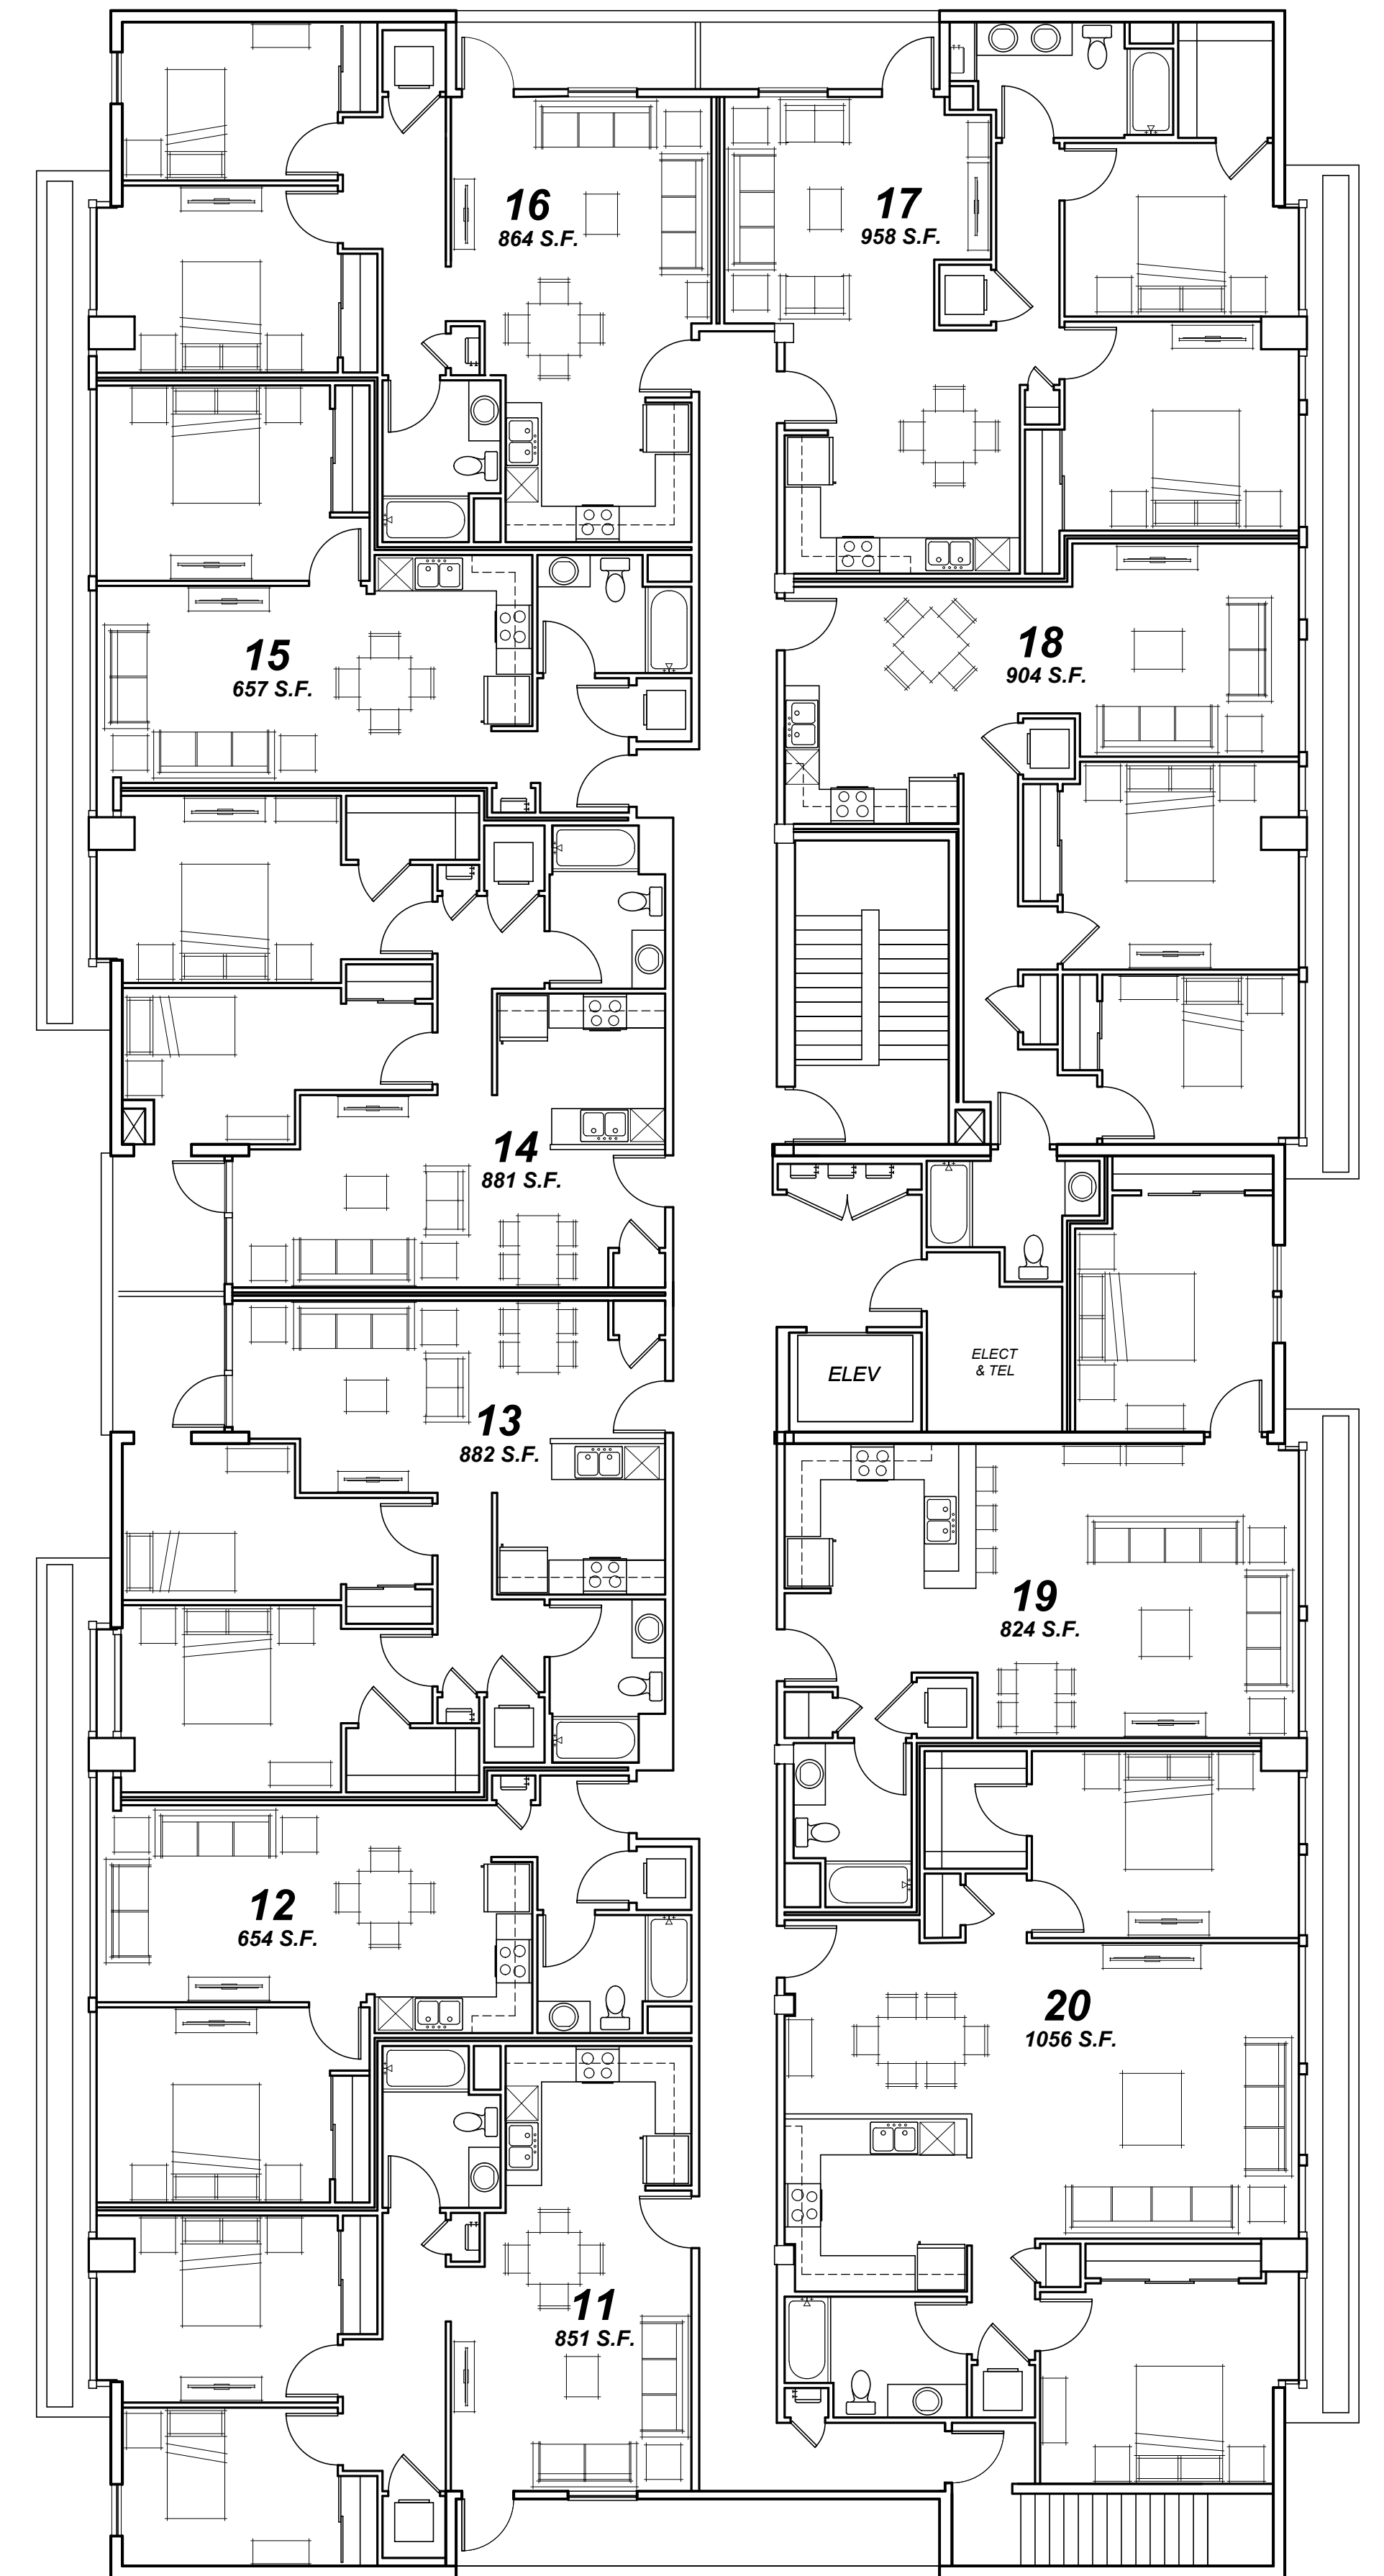 16
864 S.F.
17
958 S.F.
15
657 S.F.
18
904 S.F.
14
881 S.F.
ELEV
ELECT
& TEL
13
882 S.F.
19
824 S.F.
12
654 S.F.
20
1056 S.F.
11
851 S.F.